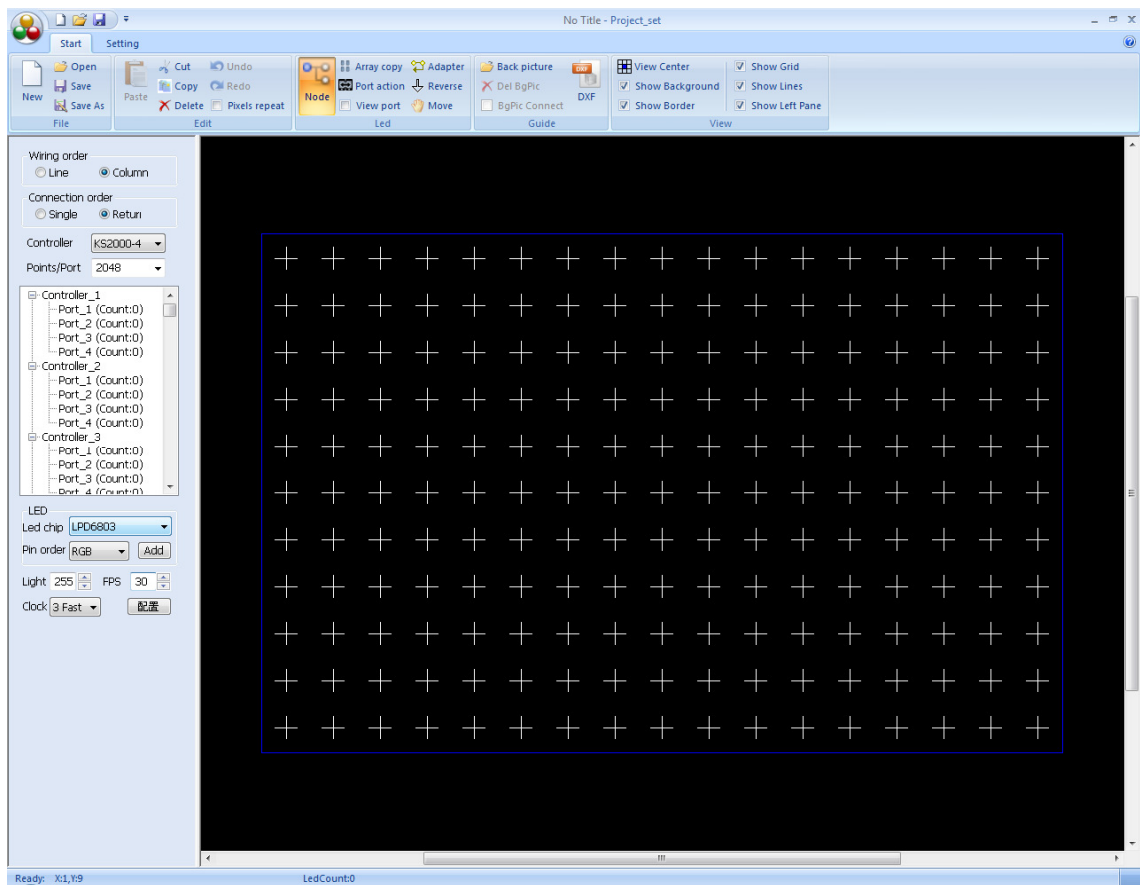 No Title - Project_set
Start Setting
New
Open
Save
Save As
File
Paste
Cut
Copy
Delete
Undo
Redo
Pixels repeat
Edit
Node
Array copy
Port action
View port
Adapter
Reverse
Move
Led
Back picture
Del BgPic
BgPic Connect
DXF
DXF
Guide
View Center
Show Background
Show Border
Show Grid
Show Lines
Show Left Pane
View
Wiring order
Line Column
Connection order
Single Return
Controller KS2000-4
Points/Port 2048
Controller_1
Port_1 (Count:0)
Port_2 (Count:0)
Port_3 (Count:0)
Port_4 (Count:0)
Controller_2
Port_1 (Count:0)
Port_2 (Count:0)
Port_3 (Count:0)
Port_4 (Count:0)
Controller_3
Port_1 (Count:0)
Port_2 (Count:0)
Port_3 (Count:0)
Port_4 (Count:0)
LED
Led chip LPD6803
Pin order RGB Add
Light 255 FPS 30
Clock 3 Fast 配置
Ready: X:1,Y:9 LedCount:0